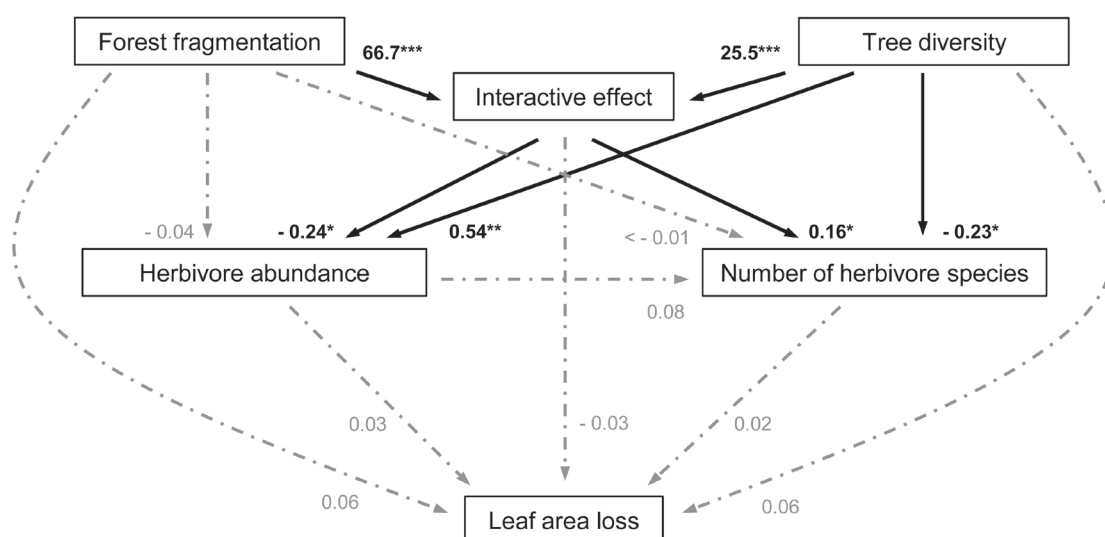 Forest fragmentation
Tree diversity
66.7***
25.5***
Interactive effect
- 0.04
- 0.24*
0.54**
< - 0.01
0.16*
- 0.23*
Herbivore abundance
Number of herbivore species
0.08
0.03
- 0.03
0.02
0.06
0.06
Leaf area loss